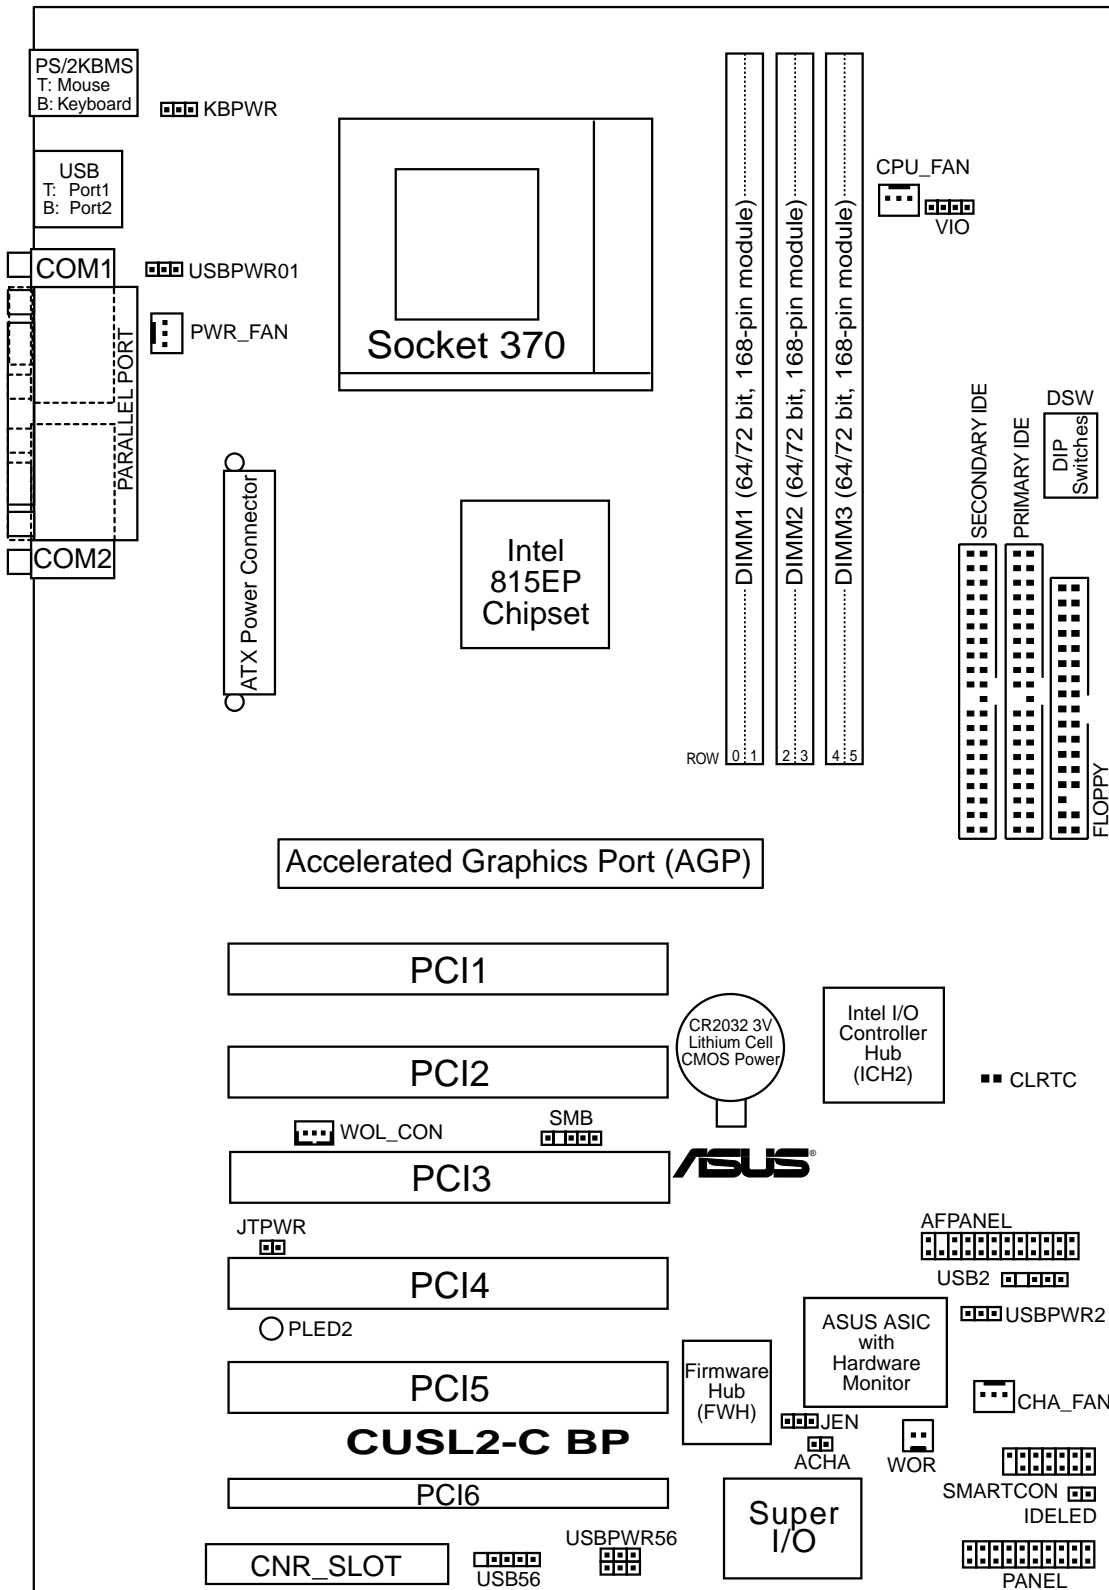 PS/2KBMS
T: Mouse
B: Keyboard
KBPWR
USB
T: Port1
B: Port2
CPU_FAN
VIO
COM1
USBPWR01
PWR_FAN
PARALLEL PORT
COM2
Socket 370
DIMM1 (64/72 bit, 168-pin module)
DIMM2 (64/72 bit, 168-pin module)
DIMM3 (64/72 bit, 168-pin module)
SECONDARY IDE
PRIMARY IDE
DSW
DIP
Switches
ATX Power Connector
Intel
815EP
Chipset
ROW 0 1 2 3 4 5
FLOPPY
Accelerated Graphics Port (AGP)
PCI1
CR2032 3V
Lithium Cell
CMOS Power
Intel I/O
Controller
Hub
(ICH2)
PCI2
CLRTC
WOL_CON
SMB
PCI3
ASUS®
JTPWR
AFPANEL
PCI4
USB2
PLED2
USBPWR2
ASUS ASIC
with
Hardware
Monitor
PCI5
Firmware
Hub
(FWH)
CHA_FAN
JEN
CUSL2-C BP
ACHA
WOR
PCI6
SMARTCON
IDELED
Super
I/O
CNR_SLOT
USB56
USBPWR56
PANEL